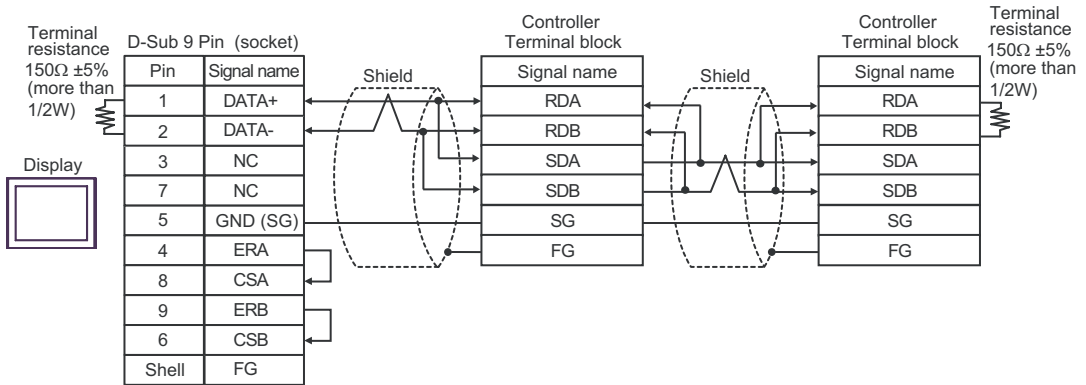 Terminal
resistance
150Ω ±5%
(more than
1/2W)
D-Sub 9 Pin (socket)
Pin Signal name
1 DATA+
2 DATA-
3 NC
7 NC
5 GND (SG)
4 ERA
8 CSA
9 ERB
6 CSB
Shell FG
Display
Shield
Controller
Terminal block
Signal name
RDA
RDB
SDA
SDB
SG
FG
Shield
Controller
Terminal block
Signal name
RDA
RDB
SDA
SDB
SG
FG
Terminal
resistance
150Ω ±5%
(more than
1/2W)